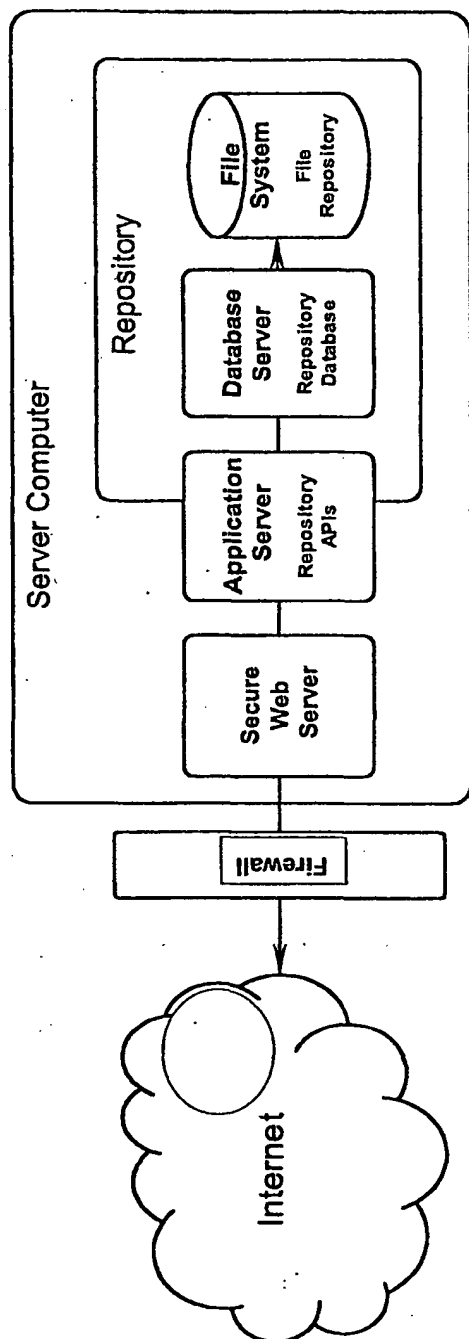 Server Computer
Repository
File
System
File
Repository
Database
Server
Repository
Database
Application
Server
Repository
APIs
Secure
Web
Server
Firewall
Internet